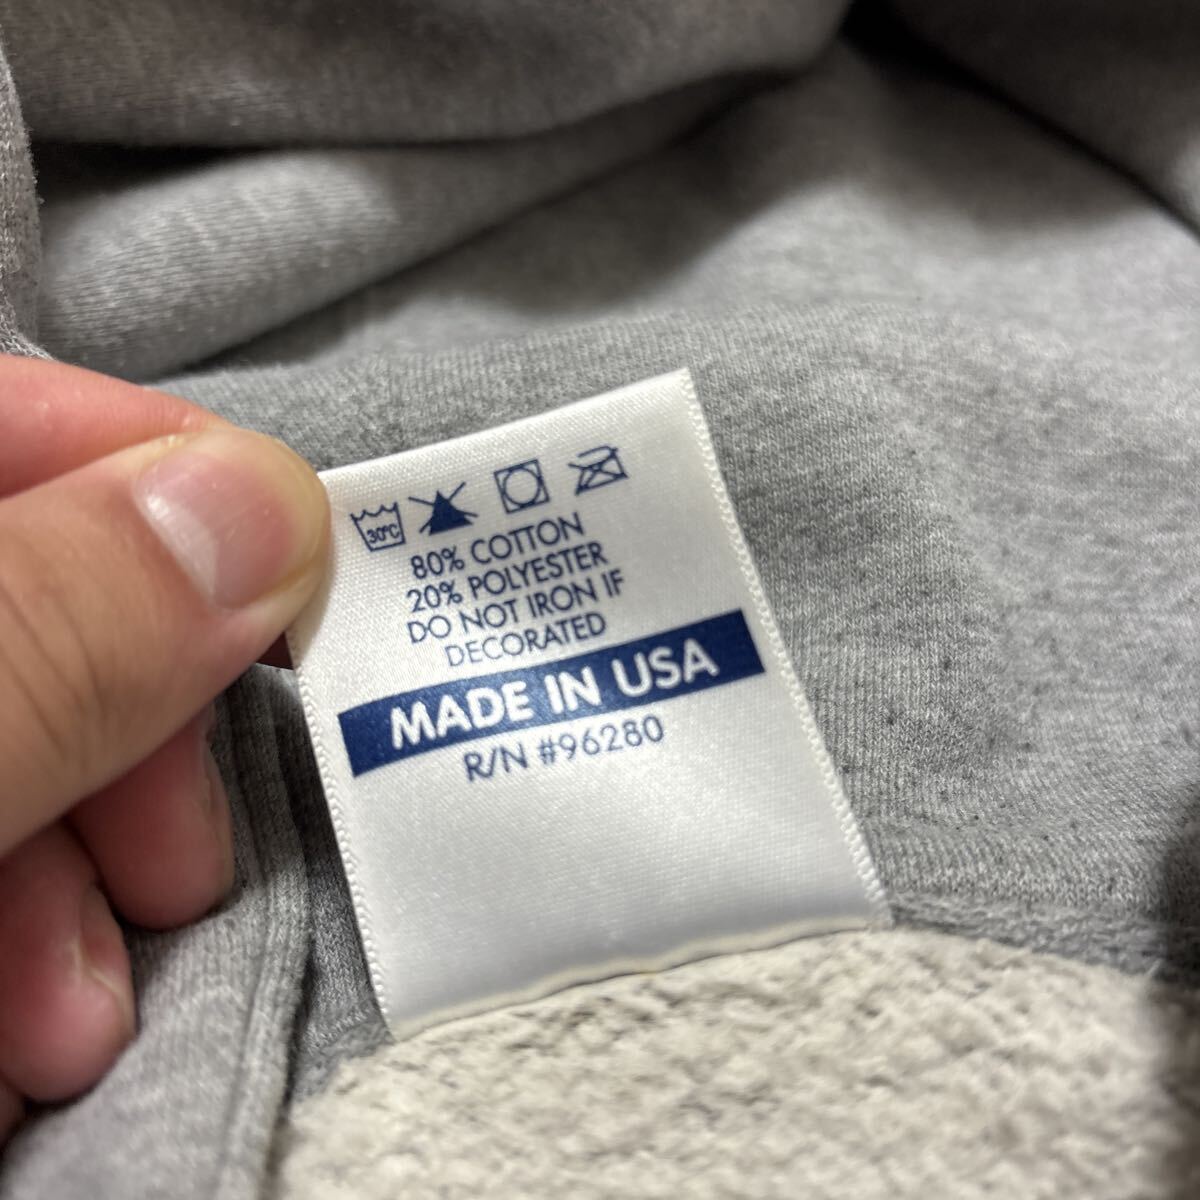 30°C
80% COTTON
20% POLYESTER
DO NOT IRON IF
DECORATED
MADE IN USA
R/N #96280